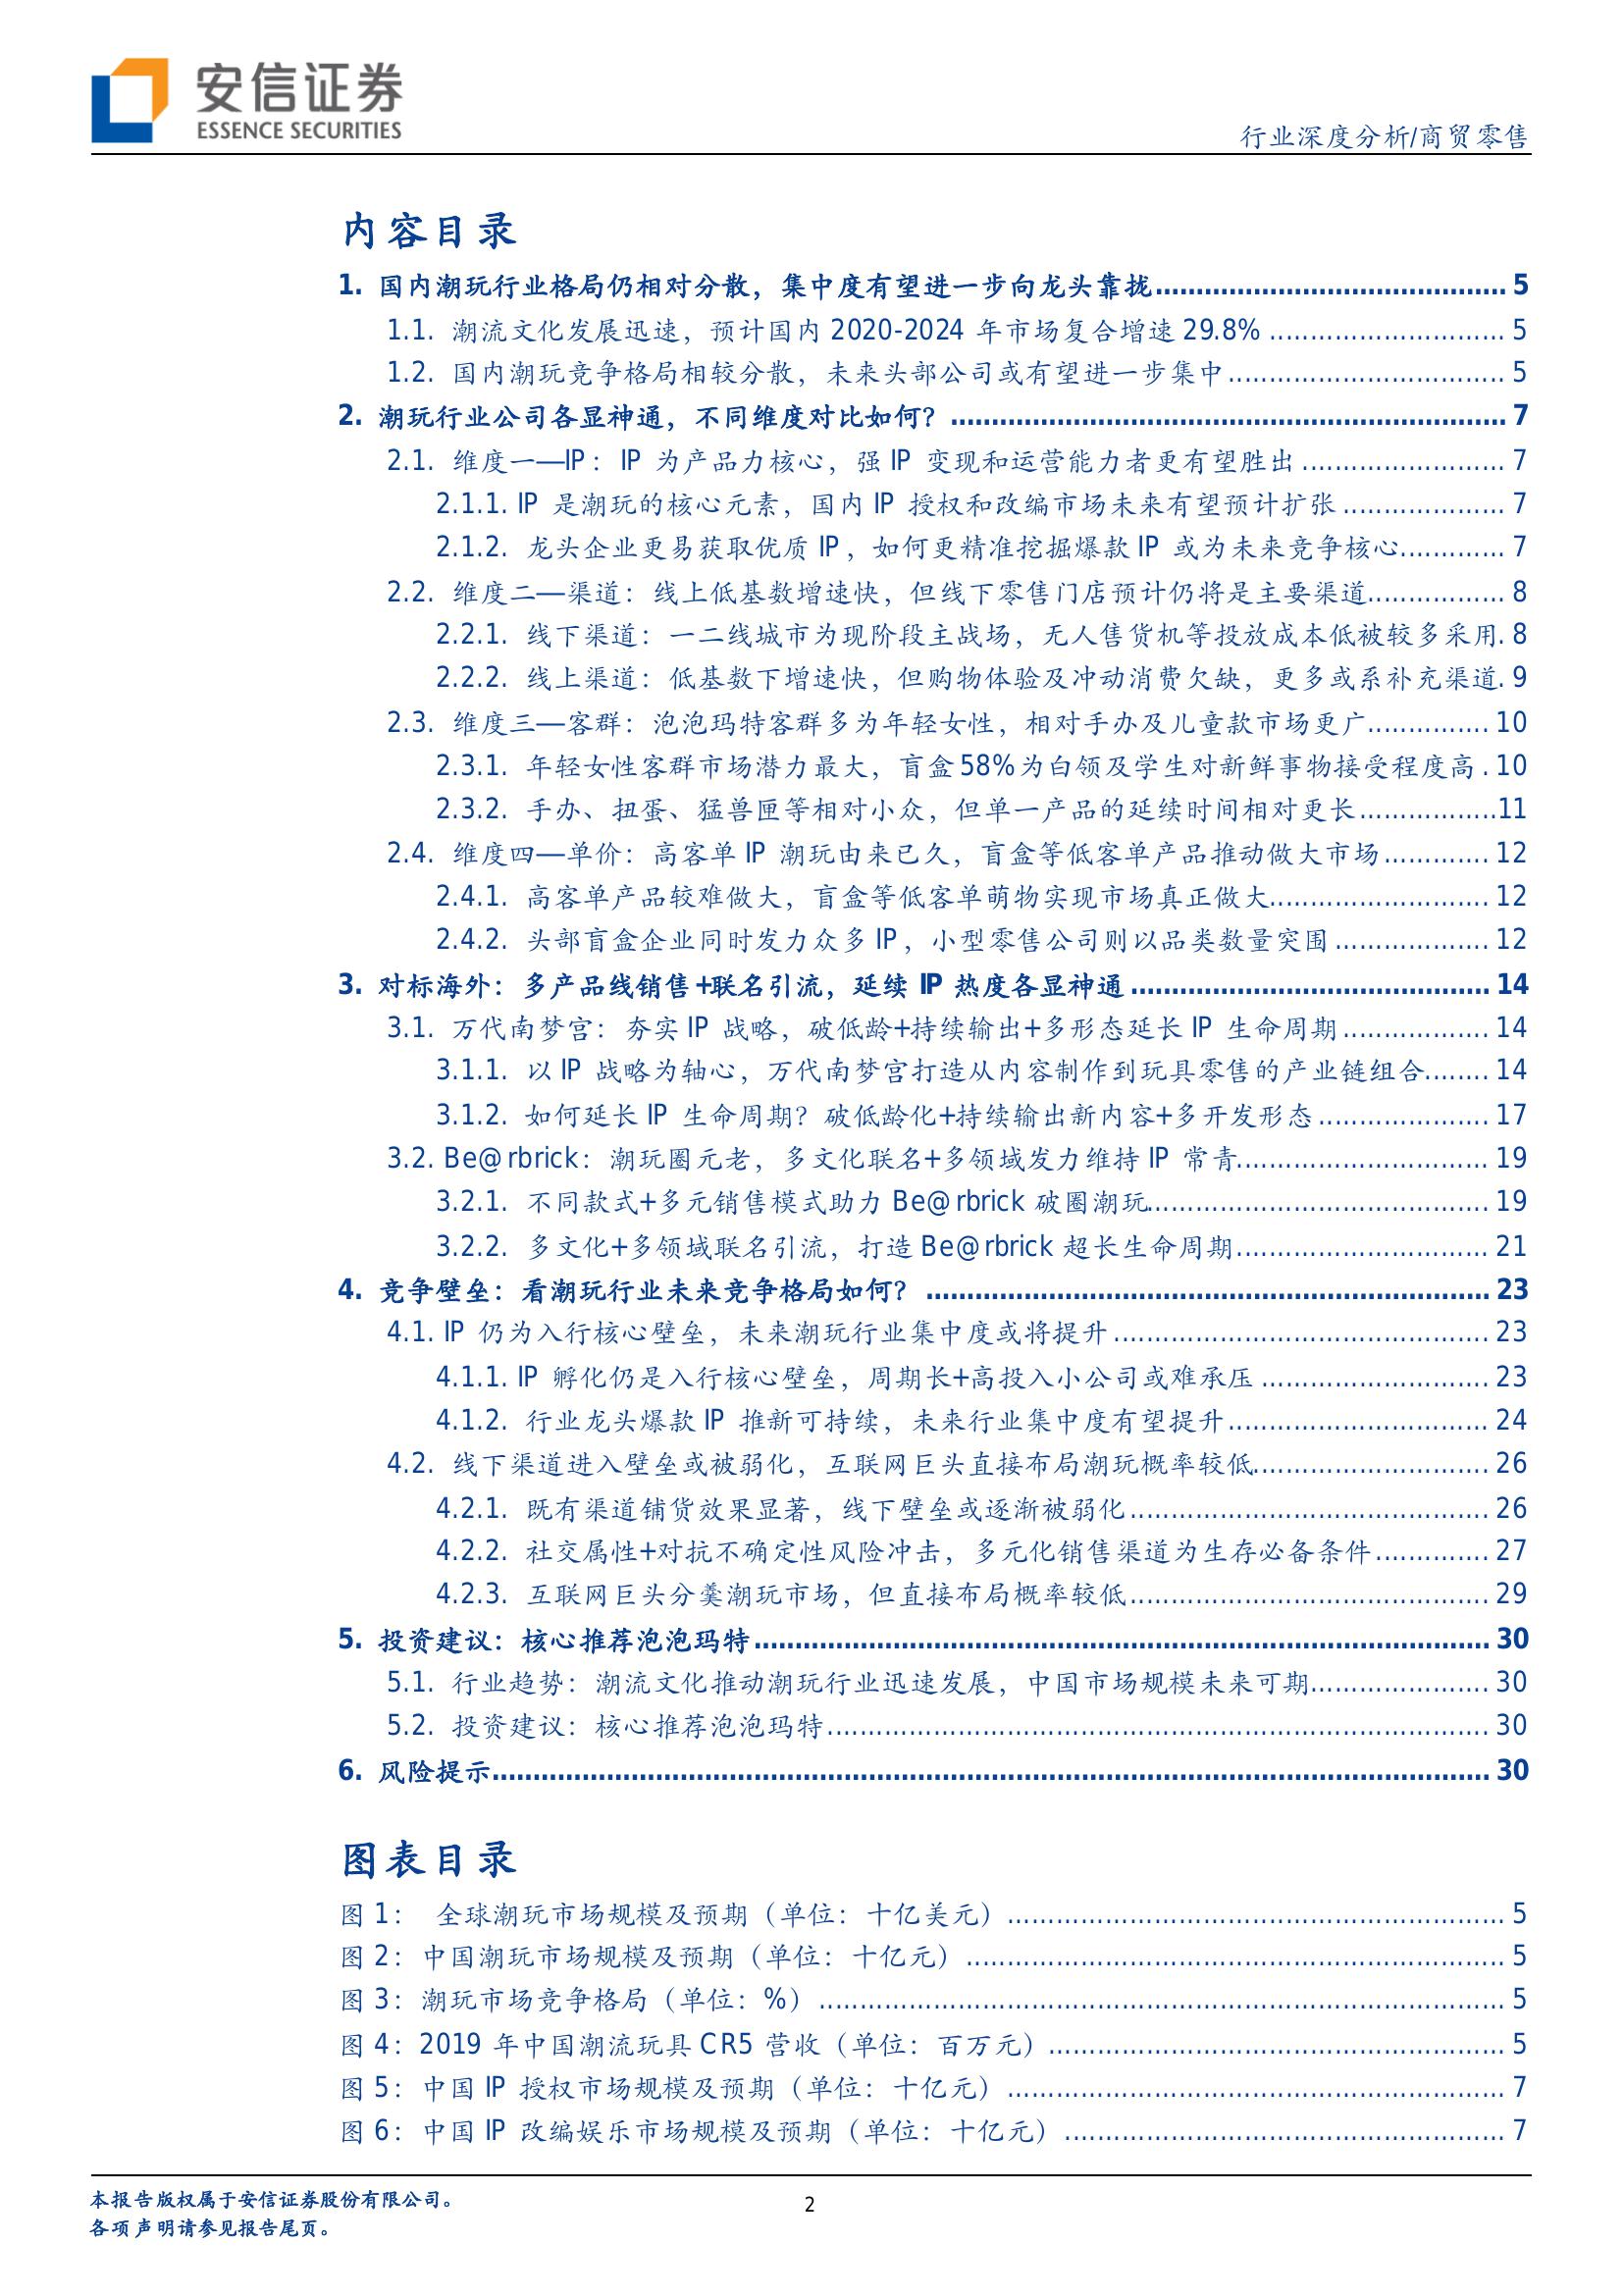 安信证券
ESSENCE SECURITIES
行业深度分析/商贸零售
内容目录
1. 国内潮玩行业格局仍相对分散，集中度有望进一步向龙头靠拢 5
1.1. 潮流文化发展迅速，预计国内 2020-2024 年市场复合增速 29.8% 5
1.2. 国内潮玩竞争格局相较分散，未来头部公司或有望进一步集中 5
2. 潮玩行业公司各显神通，不同维度对比如何？ 7
2.1. 维度一—IP：IP 为产品力核心，强 IP 变现和运营能力者更有望胜出 7
2.1.1. IP 是潮玩的核心元素，国内 IP 授权和改编市场未来有望预计扩张 7
2.1.2. 龙头企业更易获取优质 IP，如何更精准挖掘爆款 IP 或为未来竞争核心 7
2.2. 维度二—渠道：线上低基数增速快，但线下零售门店预计仍将是主要渠道 8
2.2.1. 线下渠道：一二线城市为现阶段主战场，无人售货机等投放成本低被较多采用. 8
2.2.2. 线上渠道：低基数下增速快，但购物体验及冲动消费欠缺，更多或系补充渠道. 9
2.3. 维度三—客群：泡泡玛特客群多为年轻女性，相对手办及儿童款市场更广 10
2.3.1. 年轻女性客群市场潜力最大，盲盒 58%为白领及学生对新鲜事物接受程度高 . 10
2.3.2. 手办、扭蛋、猛兽匣等相对小众，但单一产品的延续时间相对更长 11
2.4. 维度四—单价：高客单 IP 潮玩由来已久，盲盒等低客单产品推动做大市场 12
2.4.1. 高客单产品较难做大，盲盒等低客单萌物实现市场真正做大 12
2.4.2. 头部盲盒企业同时发力众多 IP，小型零售公司则以品类数量突围 12
3. 对标海外：多产品线销售+联名引流，延续 IP 热度各显神通 14
3.1. 万代南梦宫：夯实 IP 战略，破低龄+持续输出+多形态延长 IP 生命周期 14
3.1.1. 以 IP 战略为轴心，万代南梦宫打造从内容制作到玩具零售的产业链组合 14
3.1.2. 如何延长 IP 生命周期？破低龄化+持续输出新内容+多开发形态 17
3.2. Be@rbrick：潮玩圈元老，多文化联名+多领域发力维持 IP 常青 19
3.2.1. 不同款式+多元销售模式助力 Be@rbrick 破圈潮玩 19
3.2.2. 多文化+多领域联名引流，打造 Be@rbrick 超长生命周期 21
4. 竞争壁垒：看潮玩行业未来竞争格局如何？ 23
4.1. IP 仍为入行核心壁垒，未来潮玩行业集中度或将提升 23
4.1.1. IP 孵化仍是入行核心壁垒，周期长+高投入小公司或难承压 23
4.1.2. 行业龙头爆款 IP 推新可持续，未来行业集中度有望提升 24
4.2. 线下渠道进入壁垒或被弱化，互联网巨头直接布局潮玩概率较低 26
4.2.1. 既有渠道铺货效果显著，线下壁垒或逐渐被弱化 26
4.2.2. 社交属性+对抗不确定性风险冲击，多元化销售渠道为生存必备条件 27
4.2.3. 互联网巨头分羹潮玩市场，但直接布局概率较低 29
5. 投资建议：核心推荐泡泡玛特 30
5.1. 行业趋势：潮流文化推动潮玩行业迅速发展，中国市场规模未来可期 30
5.2. 投资建议：核心推荐泡泡玛特 30
6. 风险提示 30
图表目录
图 1： 全球潮玩市场规模及预期（单位：十亿美元） 5
图 2：中国潮玩市场规模及预期（单位：十亿元） 5
图 3：潮玩市场竞争格局（单位：%） 5
图 4：2019 年中国潮流玩具 CR5 营收（单位：百万元） 5
图 5：中国 IP 授权市场规模及预期（单位：十亿元） 7
图 6：中国 IP 改编娱乐市场规模及预期（单位：十亿元） 7
本报告版权属于安信证券股份有限公司。
各项声明请参见报告尾页。
2